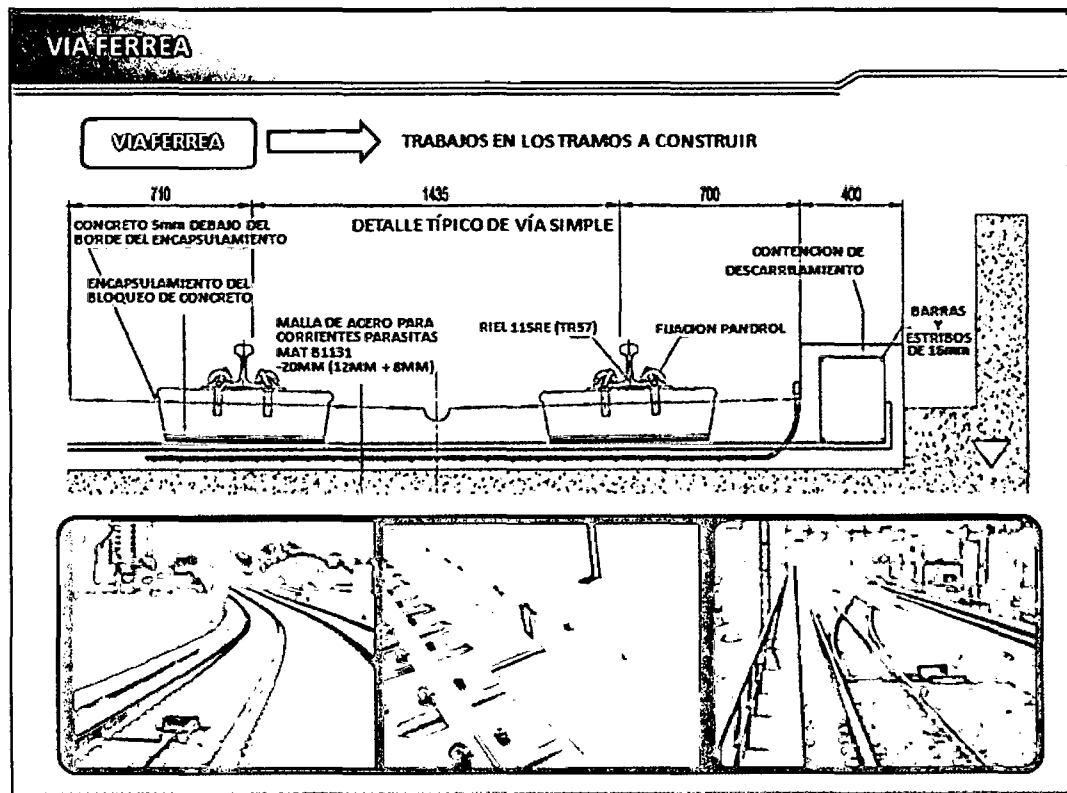 VIA FERREA
VIA FERREA
TRABAJOS EN LOS TRAMOS A CONSTRUIR
710
1435
700
400
CONCRETO 5mm DEBAJO DEL
BORDE DEL ENCAPSULAMIENTO
DETALLE TÍPICO DE VÍA SIMPLE
CONTENCION DE
DESCARRILAMIENTO
ENCAPSULAMIENTO DEL
BLOQUEO DE CONCRETO
MALLA DE ACERO PARA
CORRIENTES PARASITAS
MAT B1131
-20MM (12MM + 8MM)
RIEL 115RE (TR57)
FIJACION PANDROL
BARRAS
Y
ESTRIBOS
DE 16mm